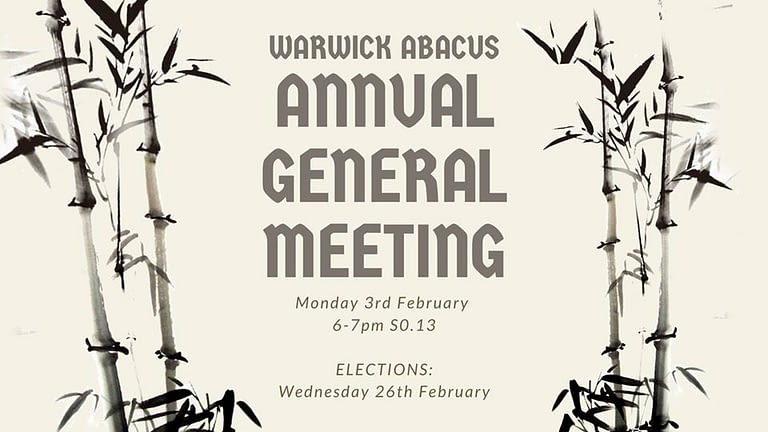 WARWICK ABACUS
ANNUAL
GENERAL
MEETING
Monday 3rd February
6-7pm S0.13
ELECTIONS:
Wednesday 26th February